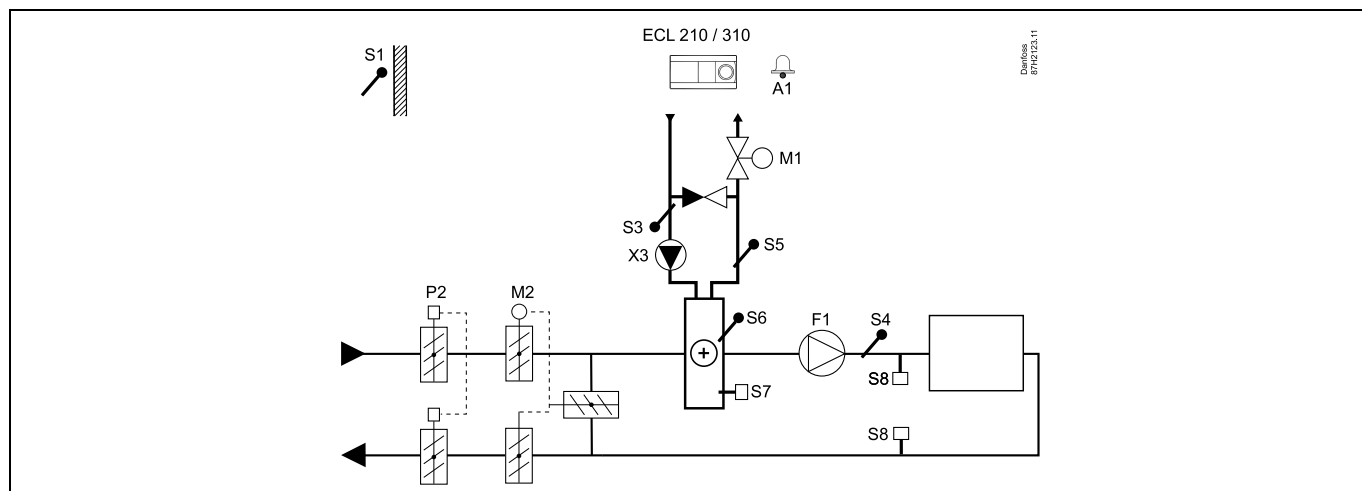 ECL 210 / 310
S1
A1
Danfoss
87H2123.11
M1
S3
S5
X3
P2
M2
S6
F1
S4
S8
S7
S8